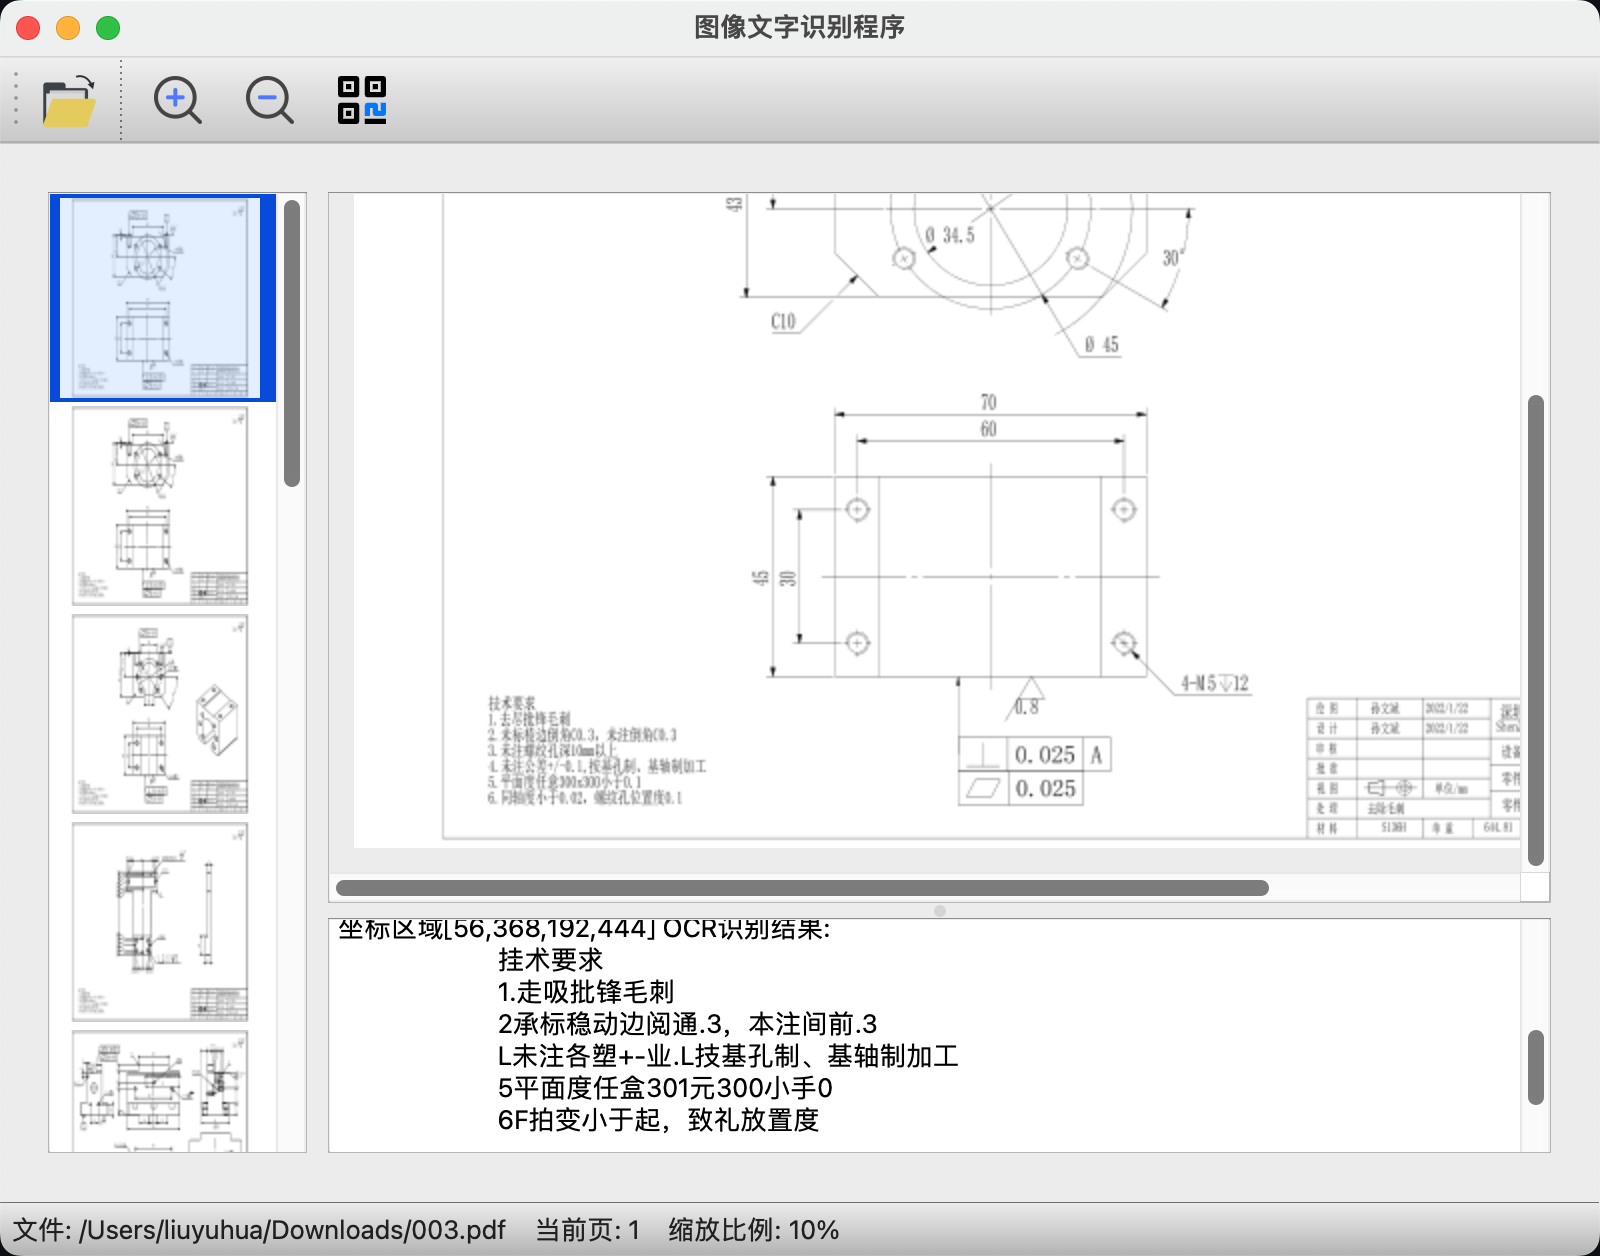 图像文字识别程序
43
Ø 34.5
30°
C10
Ø 45
70
60
45
30
4-M5↧12
0.8
0.025 A
0.025
技术要求
1.去尽批锋毛刺
2.未标棱边倒角C0.3，未注倒角C0.3
3.未注螺纹孔深10mm以上
4.未注公差+/-0.1,按基孔制、基轴制加工
5.平面度任意300x300小于0.1
6.同轴度小于0.02，螺纹孔位置度0.1
绘 图 孙文斌 2022/1/22 深圳
设 计 孙文斌 2022/1/22
审 核 设备
批 准 零件
视 图 单位/mm
处 理 去除毛刺 零件
材 料 S136H 单 重
坐标区域[56,368,192,444] OCR识别结果:
挂术要求
1.走吸批锋毛刺
2承标稳动边阅通.3，本注间前.3
L未注各塑+-业.L技基孔制、基轴制加工
5平面度任盒301元300小手0
6F拍变小于起，致礼放置度
文件: /Users/liuyuhua/Downloads/003.pdf 当前页: 1 缩放比例: 10%